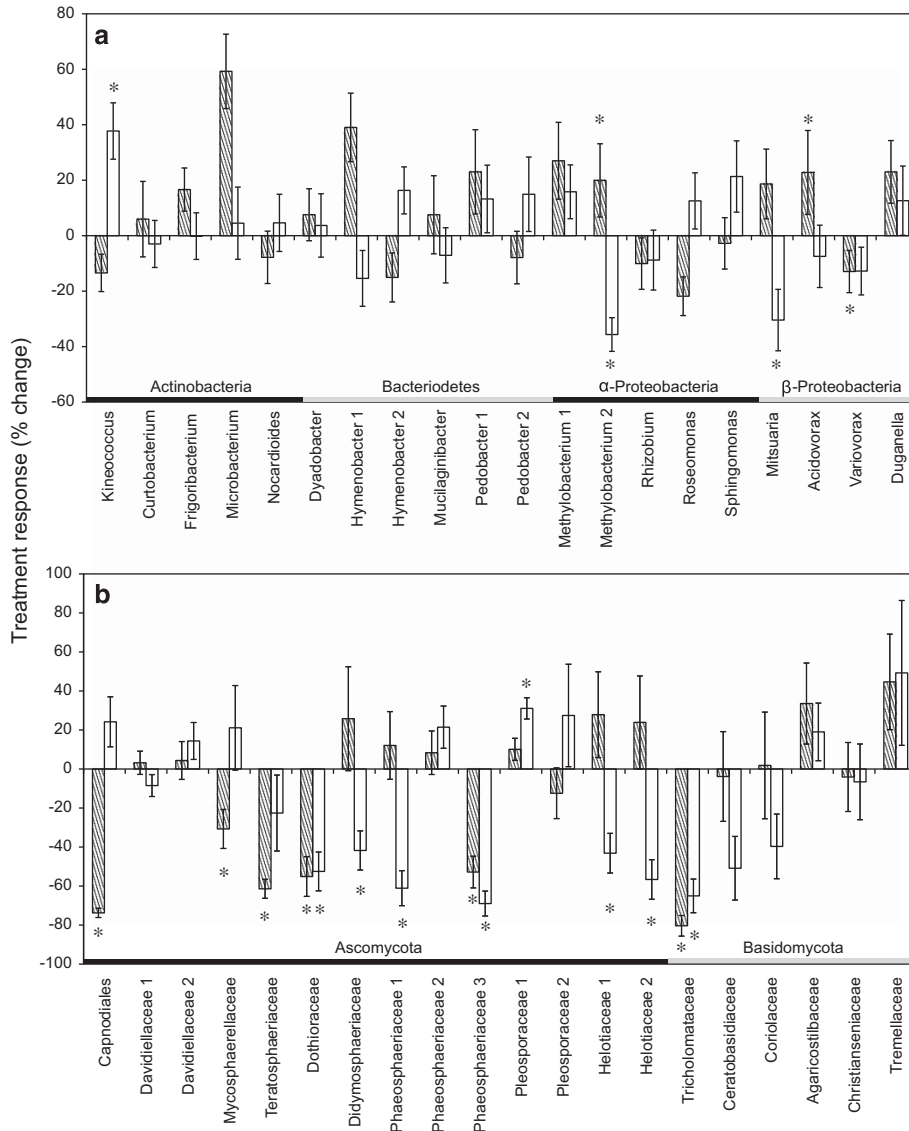 Treatment response (% change)
a
80
60
40
20
0
-20
-40
-60
* * * * * * *
Actinobacteria Bacteriodetes α-Proteobacteria β-Proteobacteria
Kineococcus
Curtobacterium
Frigoribacterium
Microbacterium
Nocardioides
Dyadobacter
Hymenobacter 1
Hymenobacter 2
Mucilaginibacter
Pedobacter 1
Pedobacter 2
Methylobacterium 1
Methylobacterium 2
Rhizobium
Roseomonas
Sphingomonas
Mitsuaria
Acidovorax
Variovorax
Duganella
b
100
80
60
40
20
0
-20
-40
-60
-80
-100
* * * * * * * * * * * * * *
Ascomycota Basidomycota
Capnodiales
Davidiellaceae 1
Davidiellaceae 2
Mycosphaerellaceae
Teratosphaeriaceae
Dothioraceae
Didymosphaeriaceae
Phaeosphaeriaceae 1
Phaeosphaeriaceae 2
Phaeosphaeriaceae 3
Pleosporaceae 1
Pleosporaceae 2
Helotiaceae 1
Helotiaceae 2
Tricholomataceae
Ceratobasidiaceae
Coriolaceae
Agaricostilbaceae
Christianseniaceae
Tremellaceae